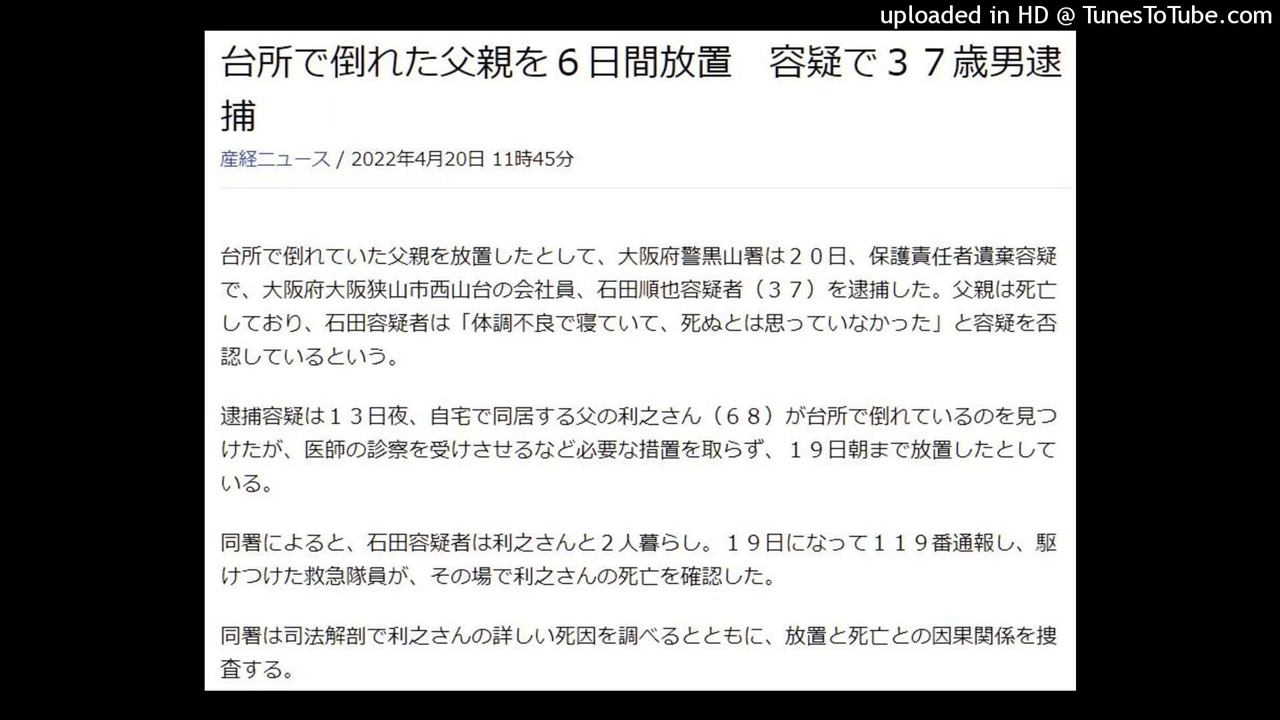 uploaded in HD @ TunesToTube.com
台所で倒れた父親を６日間放置　容疑で３７歳男逮
捕
産経ニュース / 2022年4月20日 11時45分
台所で倒れていた父親を放置したとして、大阪府警黒山署は２０日、保護責任者遺棄容疑
で、大阪府大阪狭山市西山台の会社員、石田順也容疑者（３７）を逮捕した。父親は死亡
しており、石田容疑者は「体調不良で寝ていて、死ぬとは思っていなかった」と容疑を否
認しているという。
逮捕容疑は１３日夜、自宅で同居する父の利之さん（６８）が台所で倒れているのを見つ
けたが、医師の診察を受けさせるなど必要な措置を取らず、１９日朝まで放置したとして
いる。
同署によると、石田容疑者は利之さんと２人暮らし。１９日になって１１９番通報し、駆
けつけた救急隊員が、その場で利之さんの死亡を確認した。
同署は司法解剖で利之さんの詳しい死因を調べるとともに、放置と死亡との因果関係を捜
査する。